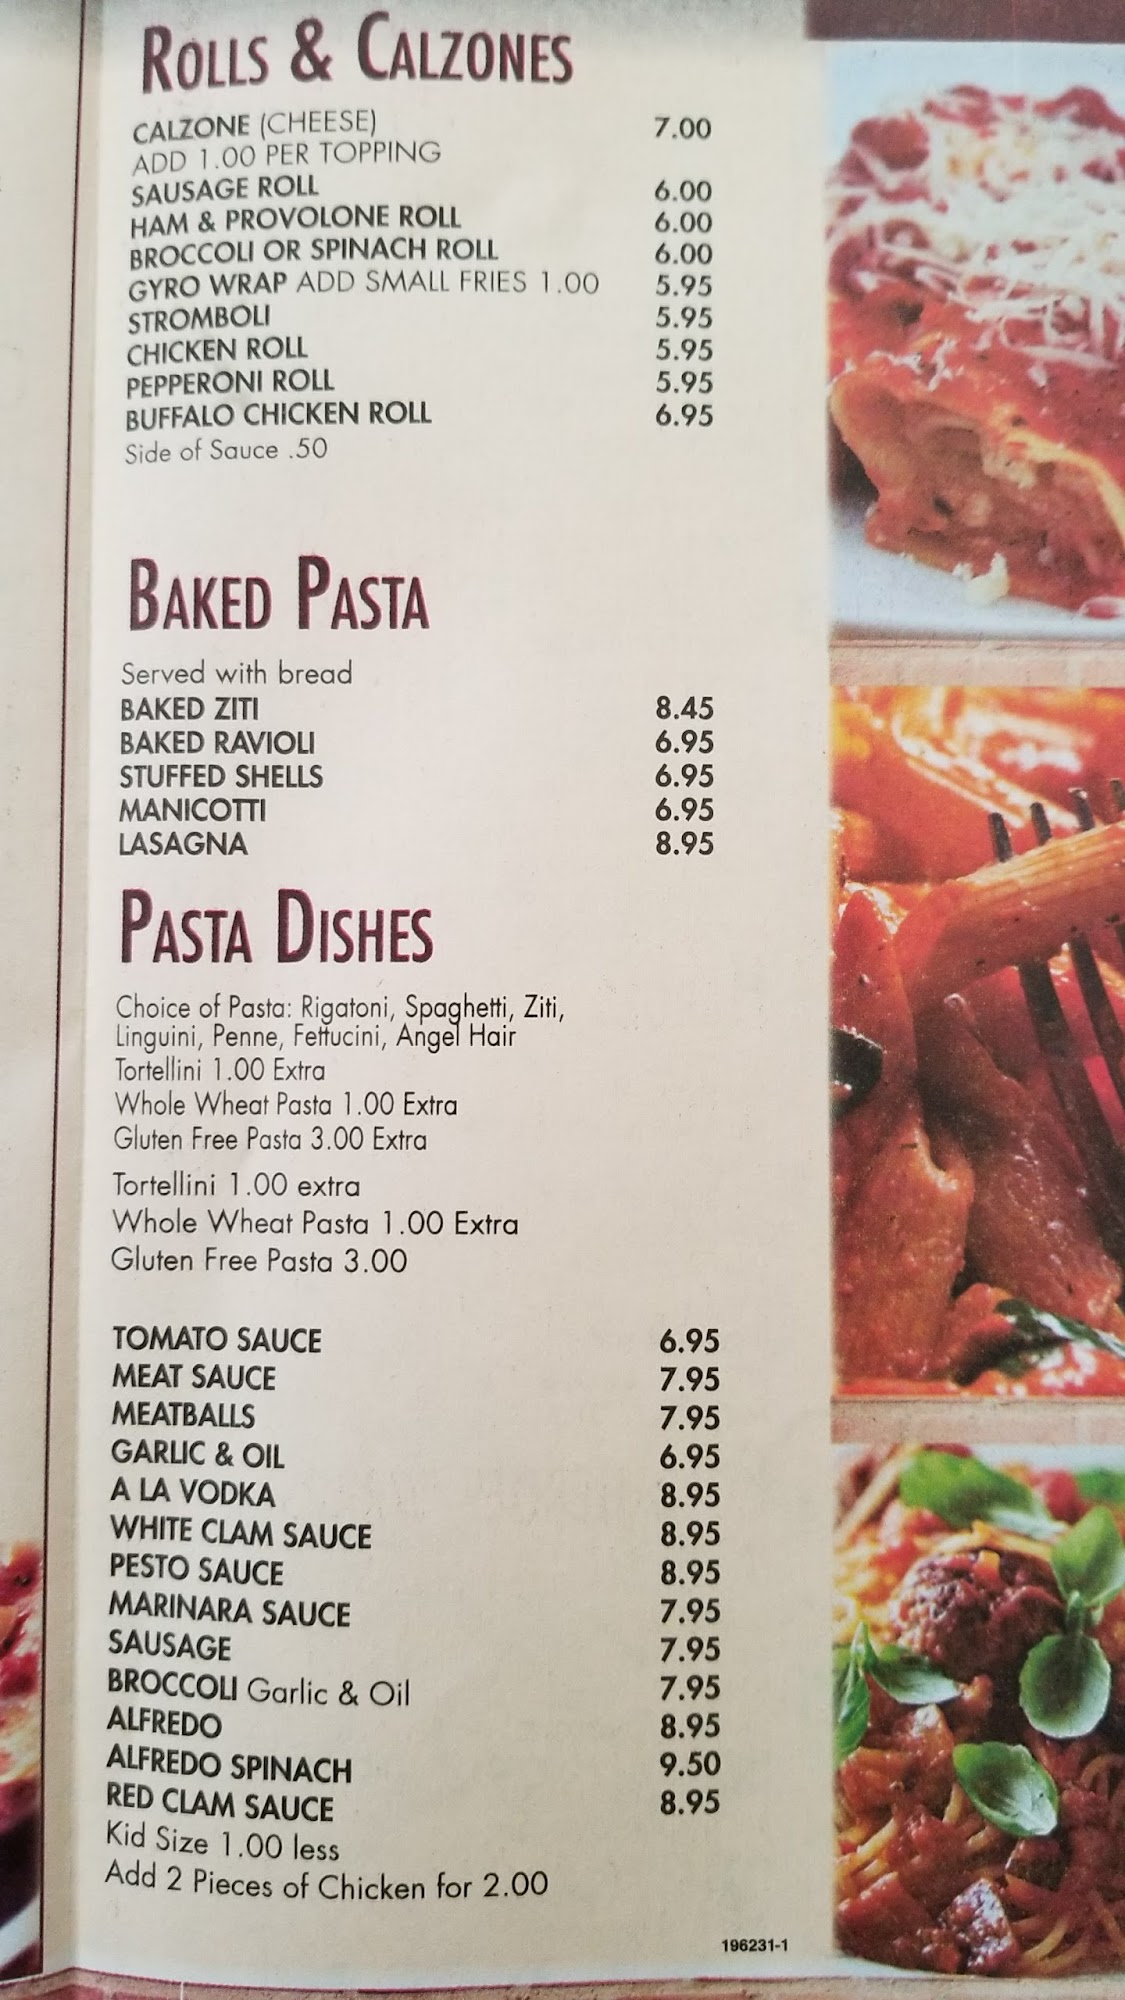 ROLLS & CALZONES
CALZONE (CHEESE) 7.00
ADD 1.00 PER TOPPING
SAUSAGE ROLL 6.00
HAM & PROVOLONE ROLL 6.00
BROCCOLI OR SPINACH ROLL 6.00
GYRO WRAP ADD SMALL FRIES 1.00 5.95
STROMBOLI 5.95
CHICKEN ROLL 5.95
PEPPERONI ROLL 5.95
BUFFALO CHICKEN ROLL 6.95
Side of Sauce .50
BAKED PASTA
Served with bread
BAKED ZITI 8.45
BAKED RAVIOLI 6.95
STUFFED SHELLS 6.95
MANICOTTI 6.95
LASAGNA 8.95
PASTA DISHES
Choice of Pasta: Rigatoni, Spaghetti, Ziti,
Linguini, Penne, Fettucini, Angel Hair
Tortellini 1.00 Extra
Whole Wheat Pasta 1.00 Extra
Gluten Free Pasta 3.00 Extra
Tortellini 1.00 extra
Whole Wheat Pasta 1.00 Extra
Gluten Free Pasta 3.00
TOMATO SAUCE 6.95
MEAT SAUCE 7.95
MEATBALLS 7.95
GARLIC & OIL 6.95
A LA VODKA 8.95
WHITE CLAM SAUCE 8.95
PESTO SAUCE 8.95
MARINARA SAUCE 7.95
SAUSAGE 7.95
BROCCOLI Garlic & Oil 7.95
ALFREDO 8.95
ALFREDO SPINACH 9.50
RED CLAM SAUCE 8.95
Kid Size 1.00 less
Add 2 Pieces of Chicken for 2.00
196231-1